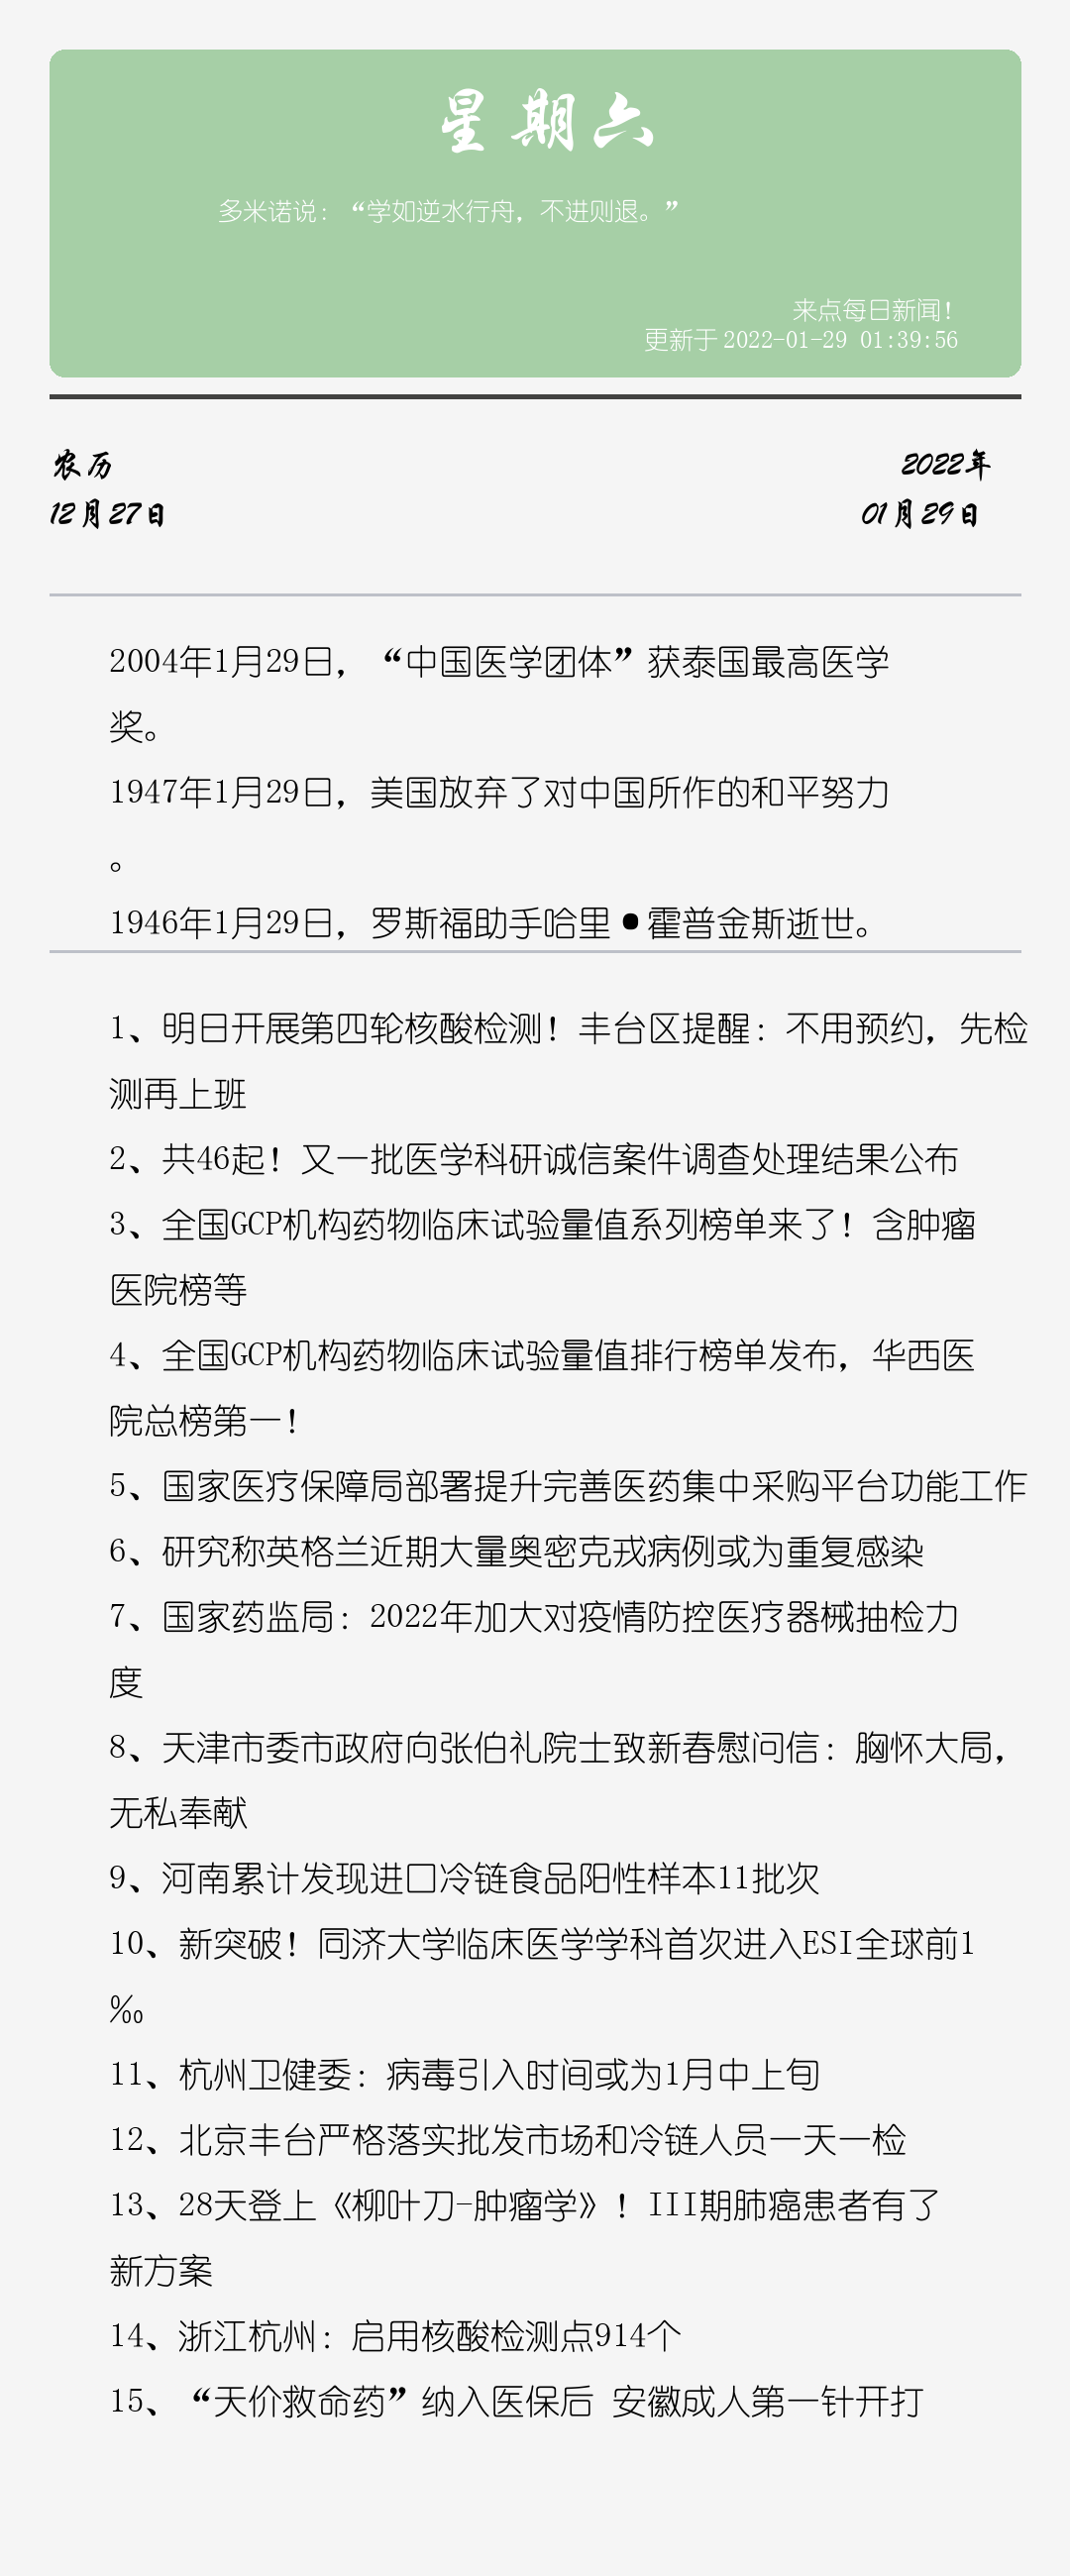 星期六
多米诺说：“学如逆水行舟，不进则退。”
来点每日新闻！
更新于 2022-01-29 01:39:56
农历
2022年
12月27日
01月29日
2004年1月29日，“中国医学团体”获泰国最高医学
奖。
1947年1月29日，美国放弃了对中国所作的和平努力
。
1946年1月29日，罗斯福助手哈里•霍普金斯逝世。
1、明日开展第四轮核酸检测！丰台区提醒：不用预约，先检
测再上班
2、共46起！又一批医学科研诚信案件调查处理结果公布
3、全国GCP机构药物临床试验量值系列榜单来了！含肿瘤
医院榜等
4、全国GCP机构药物临床试验量值排行榜单发布，华西医
院总榜第一！
5、国家医疗保障局部署提升完善医药集中采购平台功能工作
6、研究称英格兰近期大量奥密克戎病例或为重复感染
7、国家药监局：2022年加大对疫情防控医疗器械抽检力
度
8、天津市委市政府向张伯礼院士致新春慰问信：胸怀大局，
无私奉献
9、河南累计发现进口冷链食品阳性样本11批次
10、新突破！同济大学临床医学学科首次进入ESI全球前1
‰
11、杭州卫健委：病毒引入时间或为1月中上旬
12、北京丰台严格落实批发市场和冷链人员一天一检
13、28天登上《柳叶刀-肿瘤学》！III期肺癌患者有了
新方案
14、浙江杭州：启用核酸检测点914个
15、“天价救命药”纳入医保后 安徽成人第一针开打